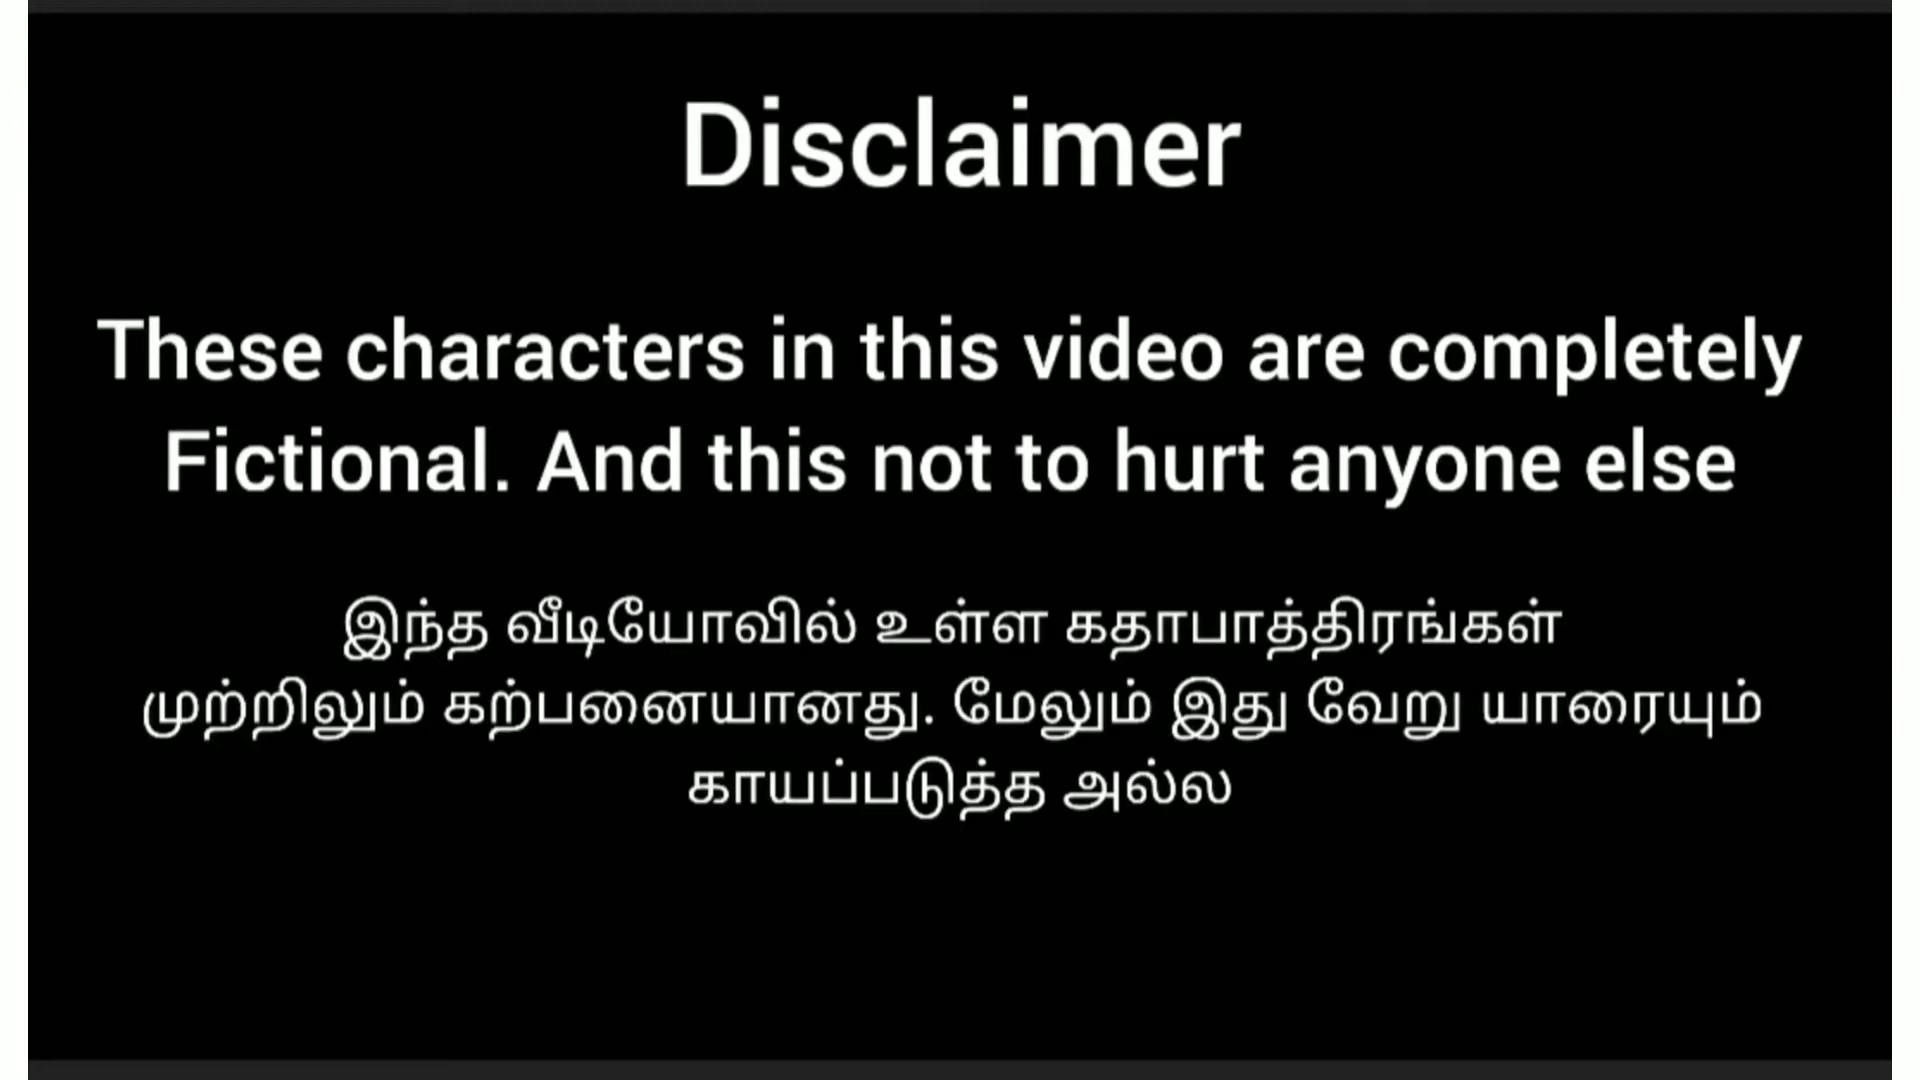 Disclaimer
These characters in this video are completely
Fictional. And this not to hurt anyone else
இந்த வீடியோவில் உள்ள கதாபாத்திரங்கள்
முற்றிலும் கற்பனையானது. மேலும் இது வேறு யாரையும்
காயப்படுத்த அல்ல